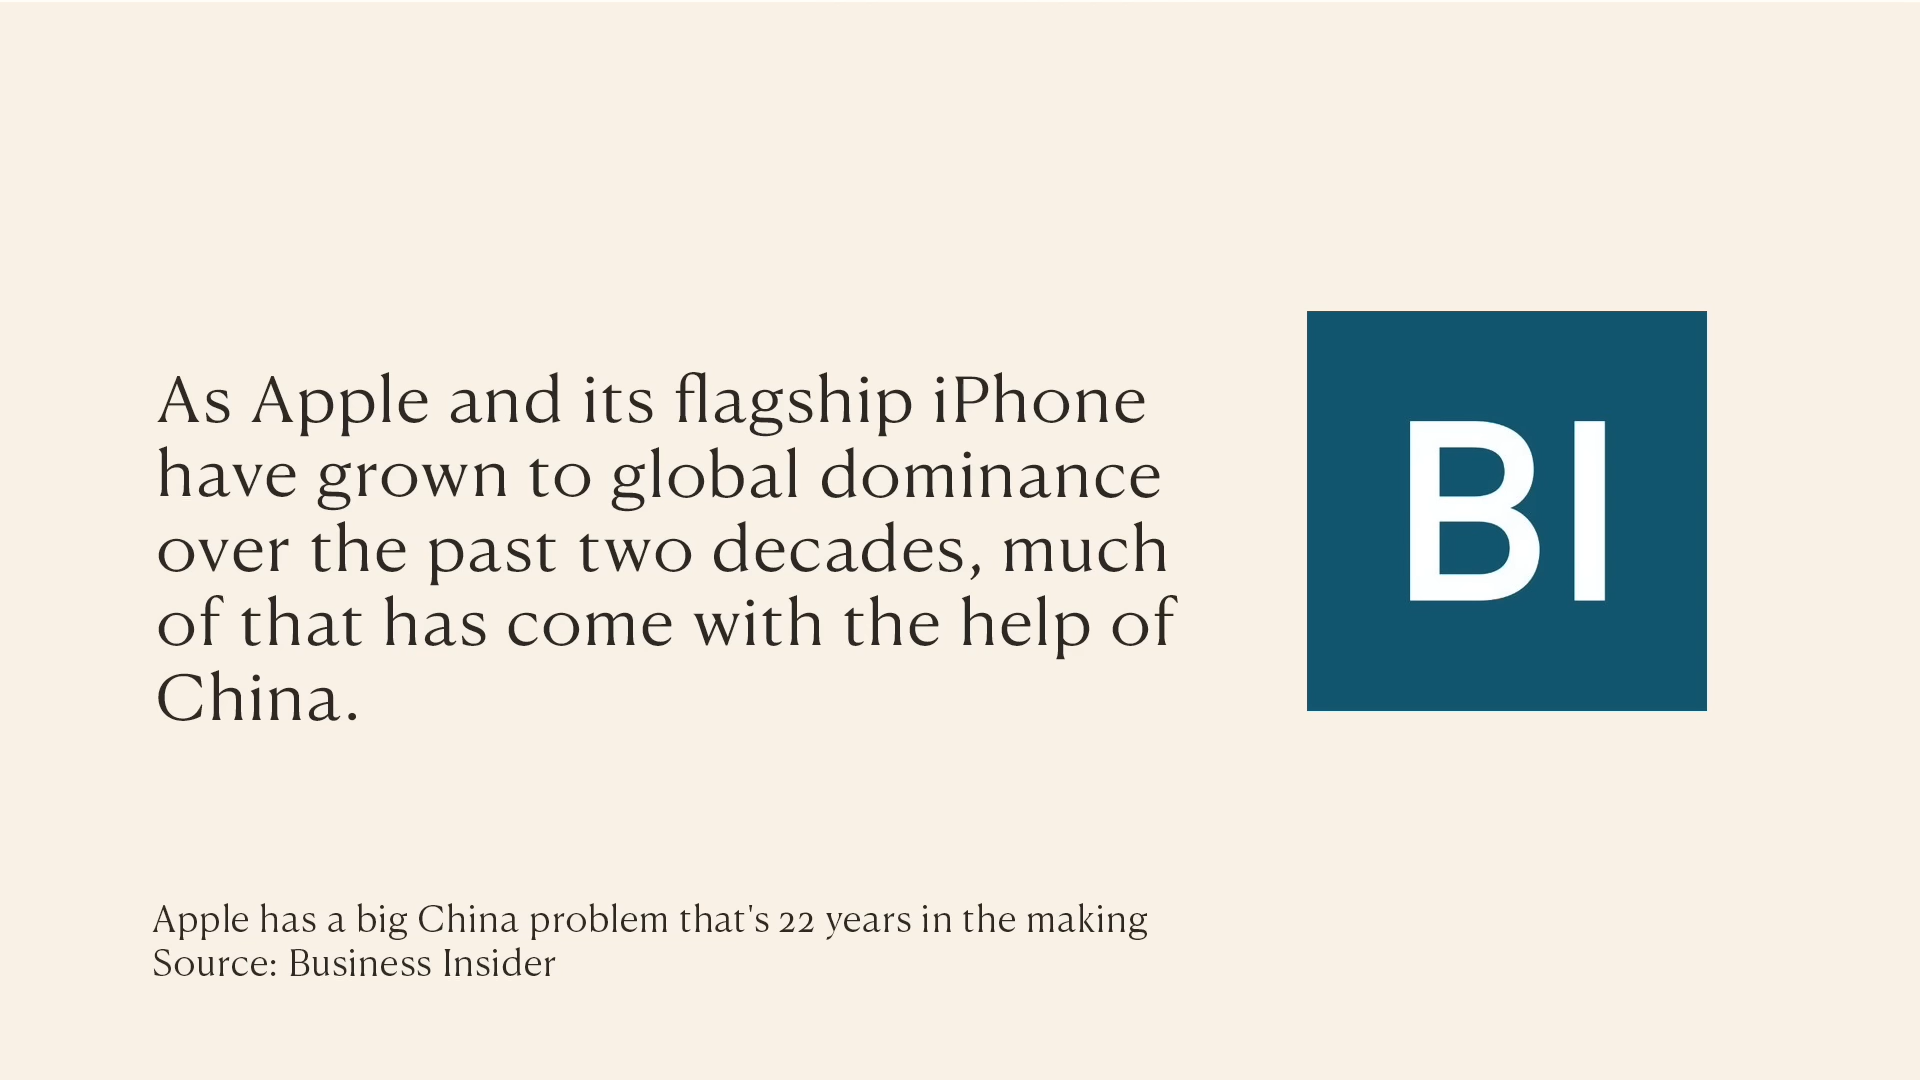 As Apple and its flagship iPhone
have grown to global dominance
over the past two decades, much
of that has come with the help of
China.
BI
Apple has a big China problem that's 22 years in the making
Source: Business Insider